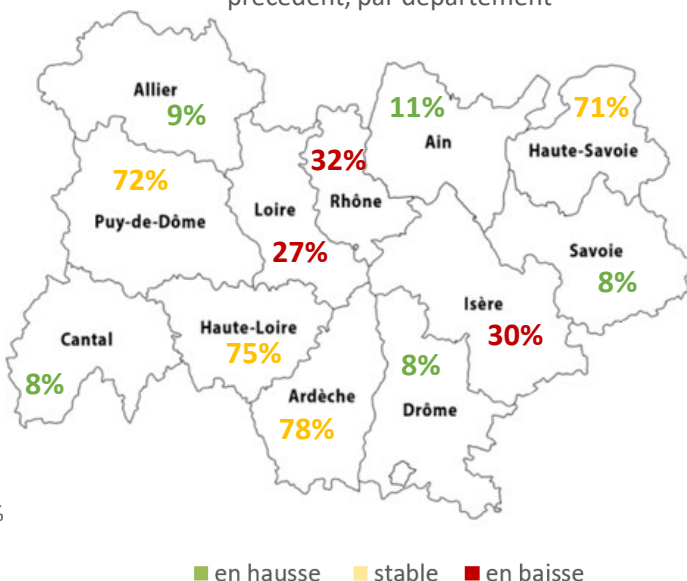 précédent, par département
Allier
9%
11%
Ain
71%
Haute-Savoie
72%
Puy-de-Dôme
32%
Rhône
Loire
27%
Savoie
8%
Isère
30%
Cantal
8%
Haute-Loire
75%
Ardèche
78%
8%
Drôme
%
en hausse stable en baisse